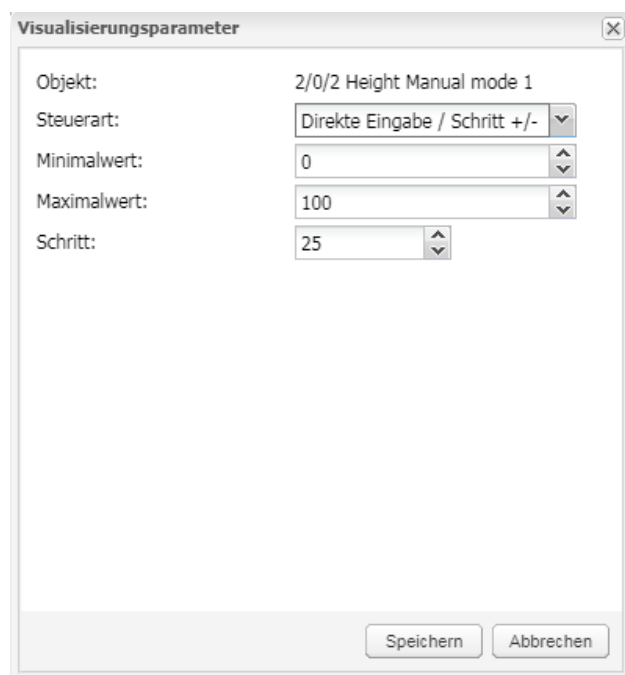 Visualisierungsparameter
Objekt: 2/0/2 Height Manual mode 1
Steuerart: Direkte Eingabe / Schritt +/-
Minimalwert: 0
Maximalwert: 100
Schritt: 25
Speichern Abbrechen